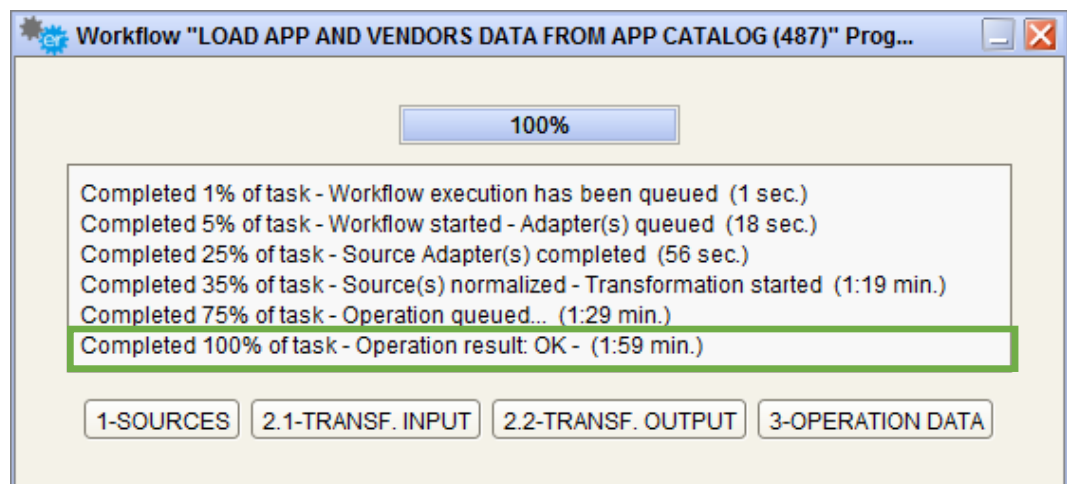 Workflow "LOAD APP AND VENDORS DATA FROM APP CATALOG (487)" Prog...
100%
Completed 1% of task - Workflow execution has been queued (1 sec.)
Completed 5% of task - Workflow started - Adapter(s) queued (18 sec.)
Completed 25% of task - Source Adapter(s) completed (56 sec.)
Completed 35% of task - Source(s) normalized - Transformation started (1:19 min.)
Completed 75% of task - Operation queued... (1:29 min.)
Completed 100% of task - Operation result: OK - (1:59 min.)
1-SOURCES 2.1-TRANSF. INPUT 2.2-TRANSF. OUTPUT 3-OPERATION DATA